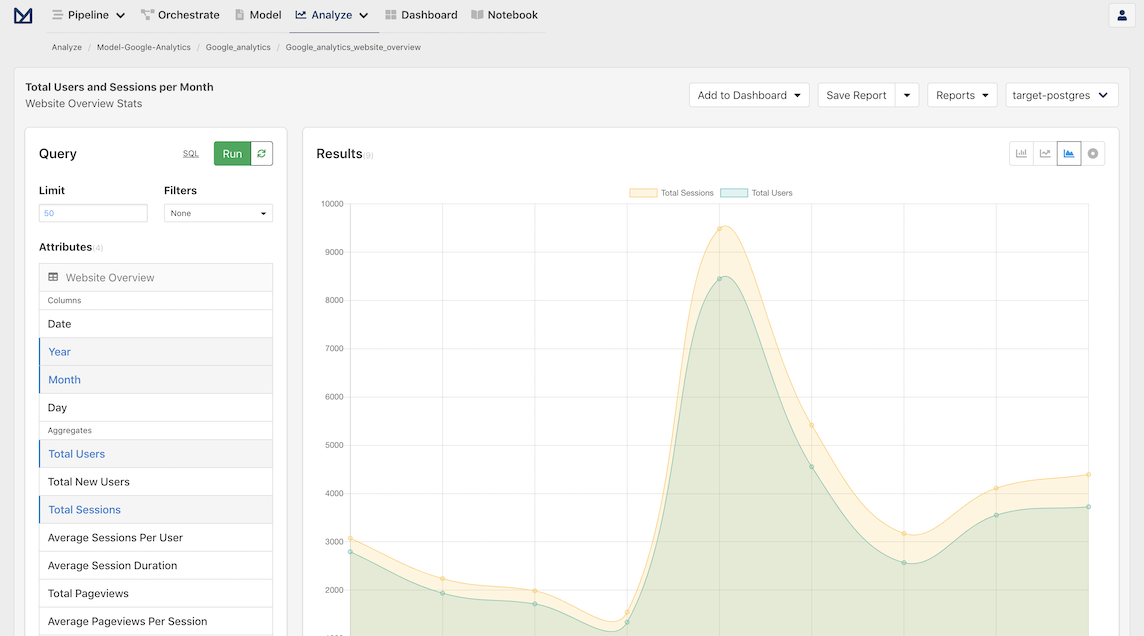 Pipeline Orchestrate Model Analyze Dashboard Notebook
Analyze / Model-Google-Analytics / Google_analytics / Google_analytics_website_overview
Total Users and Sessions per Month
Website Overview Stats
Add to Dashboard Save Report Reports target-postgres
Query SQL Run
Limit Filters
50 None
Attributes(4)
Website Overview
Columns
Date
Year
Month
Day
Aggregates
Total Users
Total New Users
Total Sessions
Average Sessions Per User
Average Session Duration
Total Pageviews
Average Pageviews Per Session
Results(9)
Total Sessions Total Users
10000
9000
8000
7000
6000
5000
4000
3000
2000